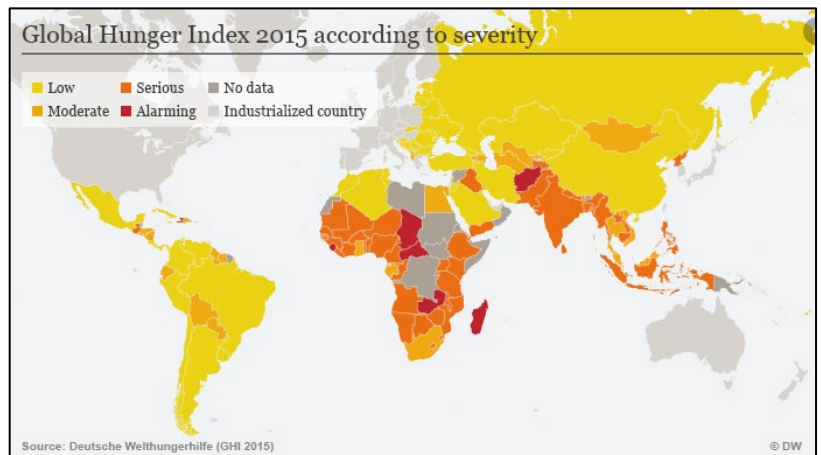 Global Hunger Index 2015 according to severity
Low Serious No data
Moderate Alarming Industrialized country
Source: Deutsche Welthungerhilfe (GHI 2015) © DW